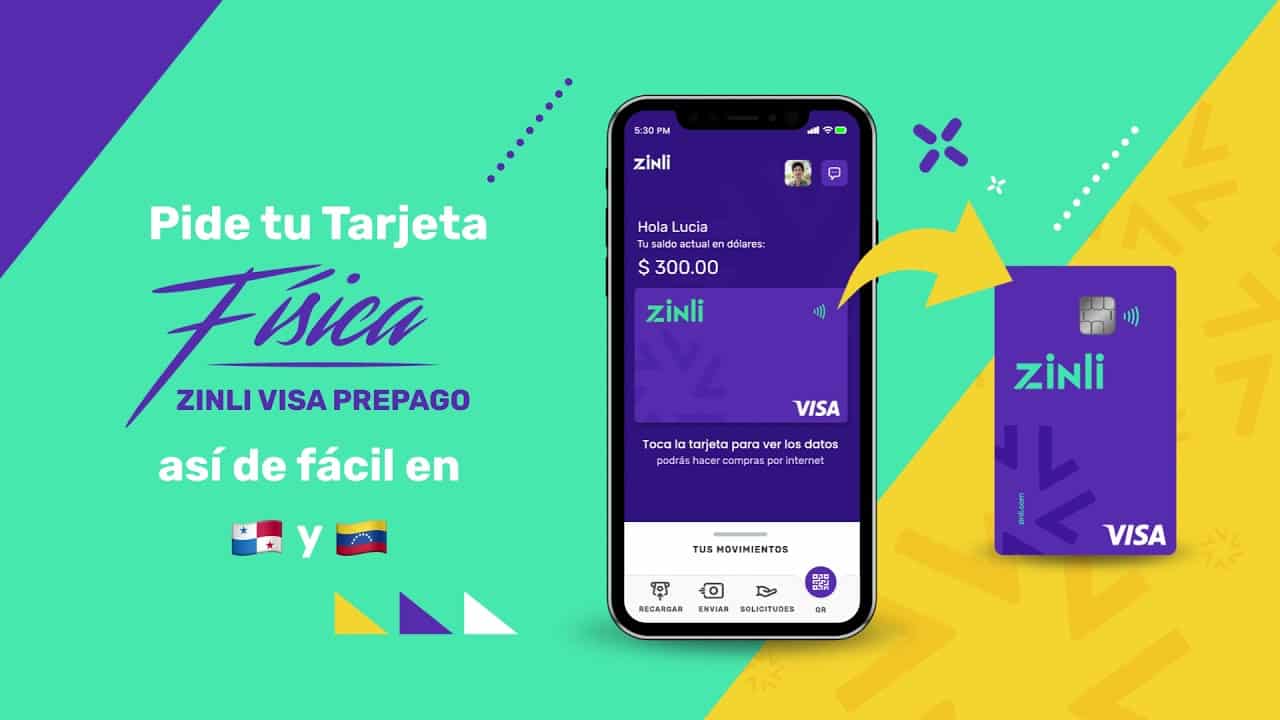 Pide tu Tarjeta
Física
ZINLI VISA PREPAGO
así de fácil en
y
5:30 PM
zinli
Hola Lucia
Tu saldo actual en dólares:
$ 300.00
zinli
VISA
Toca la tarjeta para ver los datos
podrás hacer compras por internet
TUS MOVIMIENTOS
RECARGAR ENVIAR SOLICITUDES QR
zinli
zinli.com
VISA